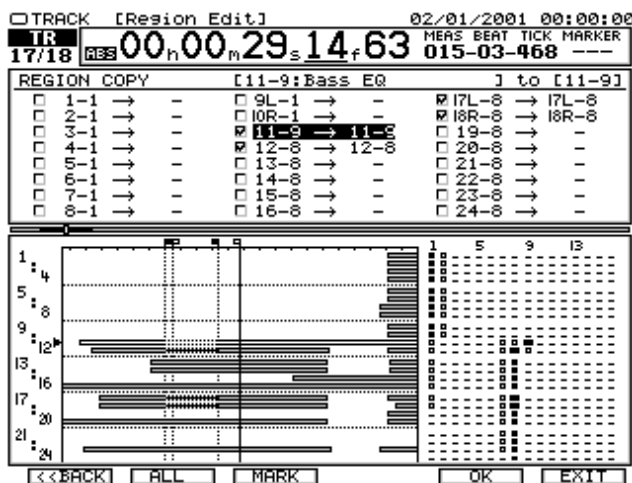 TRACK [Region Edit] 02/01/2001 00:00:00
TR 17/18 ABS 00h00m29s14f63 MEAS BEAT TICK MARKER
015-03-468 ---
REGION COPY [11-9:Bass EQ ] to [11-9]
1-1 → – 9L-1 → – 17L-8 → 17L-8
2-1 → – 10R-1 → – 18R-8 → 18R-8
3-1 → – 11-9 → 11-9 19-8 → –
4-1 → – 12-8 → 12-8 20-8 → –
5-1 → – 13-8 → – 21-8 → –
6-1 → – 14-8 → – 22-8 → –
7-1 → – 15-8 → – 23-8 → –
8-1 → – 16-8 → – 24-8 → –
1 5 9 13
1
: 4
5
: 8
9
: 12
13
: 16
17
: 20
21
: 24
<<BACK ALL MARK OK EXIT